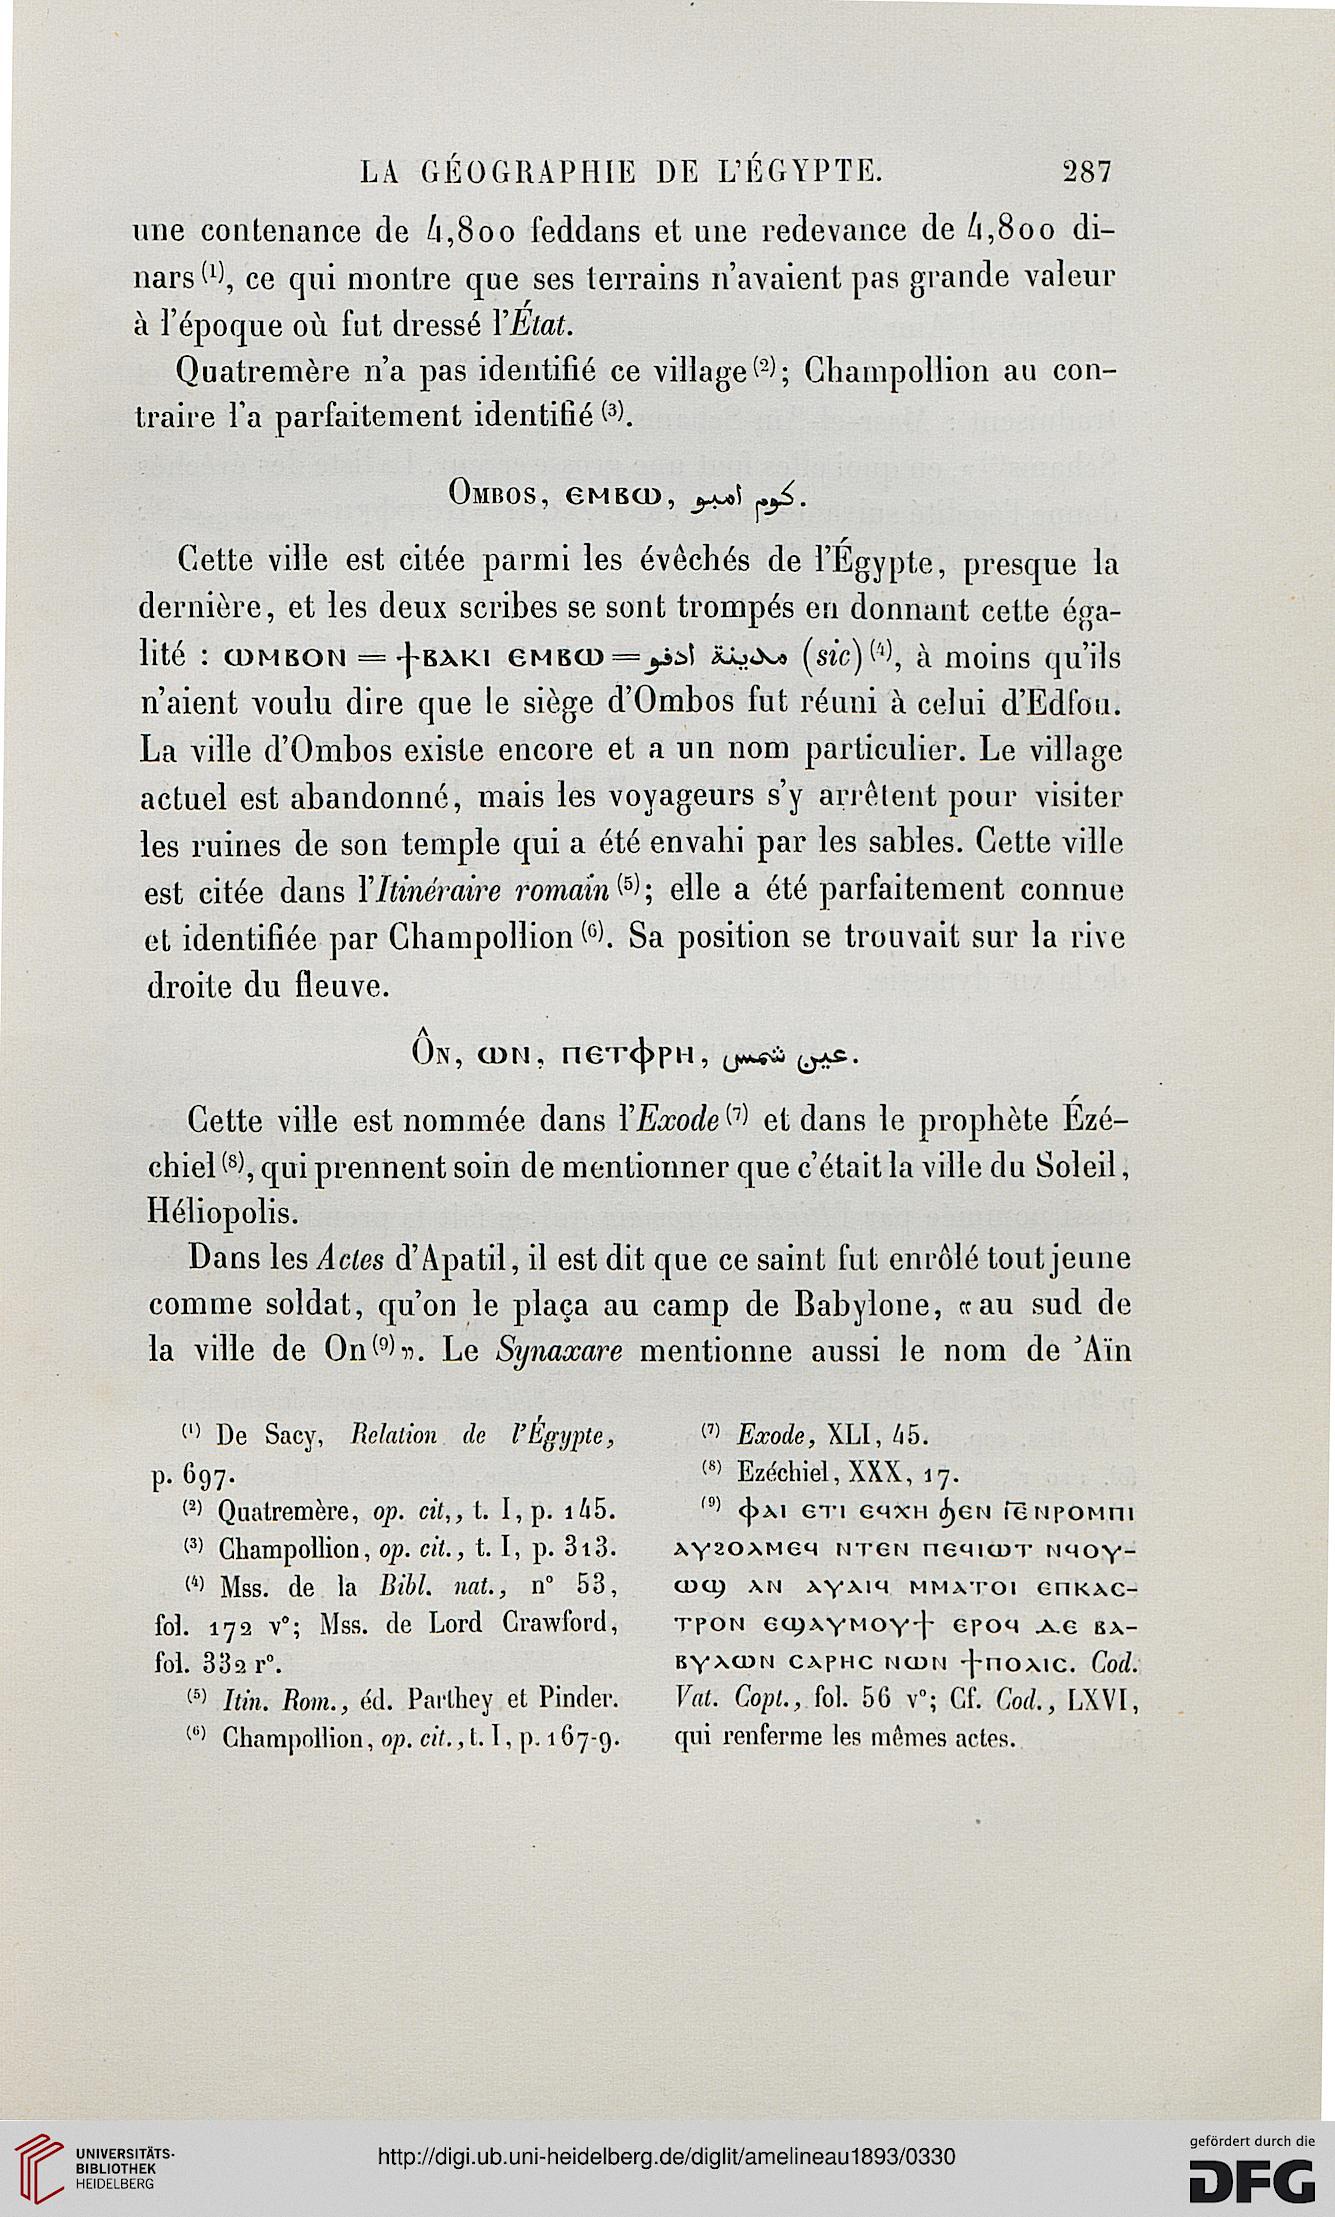 LA GÉOGRAPHIE DE L'ÉGYPTE. 287
une contenance de 4,800 feddans et une redevance de 4,800 di-
nars (1), ce qui montre que ses terrains n'avaient pas grande valeur
à l'époque où fut dressé l'État.
Quatremère n'a pas identifié ce village (2); Champollion au con-
traire l'a parfaitement identifié (3).
Ombos, ⲉⲙⲃⲱ, كوم امبو.
Cette ville est citée parmi les évêchés de l'Égypte, presque la
dernière, et les deux scribes se sont trompés en donnant cette éga-
lité : ⲱⲙⲃⲟⲛ = ϯⲃⲁⲕⲓ ⲉⲙⲃⲱ = مدينة ادفو (sic) (4), à moins qu'ils
n'aient voulu dire que le siège d'Ombos fut réuni à celui d'Edfou.
La ville d'Ombos existe encore et a un nom particulier. Le village
actuel est abandonné, mais les voyageurs s'y arrêtent pour visiter
les ruines de son temple qui a été envahi par les sables. Cette ville
est citée dans l'Itinéraire romain (5); elle a été parfaitement connue
et identifiée par Champollion (6). Sa position se trouvait sur la rive
droite du fleuve.
Ôn, ⲱⲛ, ⲡⲉⲧⲫⲣⲏ, عين شمس.
Cette ville est nommée dans l'Exode (7) et dans le prophète Ézé-
chiel (8), qui prennent soin de mentionner que c'était la ville du Soleil,
Héliopolis.
Dans les Actes d'Apatil, il est dit que ce saint fut enrôlé tout jeune
comme soldat, qu'on le plaça au camp de Babylone, «au sud de
la ville de On (9)». Le Synaxare mentionne aussi le nom de ʾAïn
(1) De Sacy, Relation de l'Égypte,
p. 697.
(2) Quatremère, op. cit,, t. I, p. 145.
(3) Champollion, op. cit., t. I, p. 313.
(4) Mss. de la Bibl. nat., n° 53,
fol. 172 v°; Mss. de Lord Crawford,
fol. 332 r°.
(5) Itin. Rom., éd. Parthey et Pinder.
(6) Champollion, op. cit., t. I, p. 167-9.
(7) Exode, XLI, 45.
(8) Ezéchiel, XXX, 17.
(9) ⲫⲁⲓ ⲉⲧⲓ ⲉϥⲭⲏ ϧⲉⲛ ⲓ̅ⲉ̅ ⲛⲣⲟⲙⲡⲓ
ⲁⲩϩⲟⲗⲙⲉϥ ⲛⲧⲉⲛ ⲡⲉϥⲓⲱⲧ ⲛϥⲟⲩ-
ⲱϣ ⲁⲛ ⲁⲩⲁⲓϥ ⲙⲙⲁⲧⲟⲓ ⲉⲡⲕⲁⲥ-
ⲧⲣⲟⲛ ⲉϣⲁⲩⲙⲟⲩϯ ⲉⲣⲟϥ ⲇⲉ ⲃⲁ-
ⲃⲩⲗⲱⲛ ⲥⲁⲣⲏⲥ ⲛⲱⲛ ϯⲡⲟⲗⲓⲥ. Cod.
Vat. Copt., fol. 56 v°; Cf. Cod., LXVI,
qui renferme les mêmes actes.
UNIVERSITÄTS-
BIBLIOTHEK
HEIDELBERG
http://digi.ub.uni-heidelberg.de/diglit/amelineau1893/0330
gefördert durch die
DFG